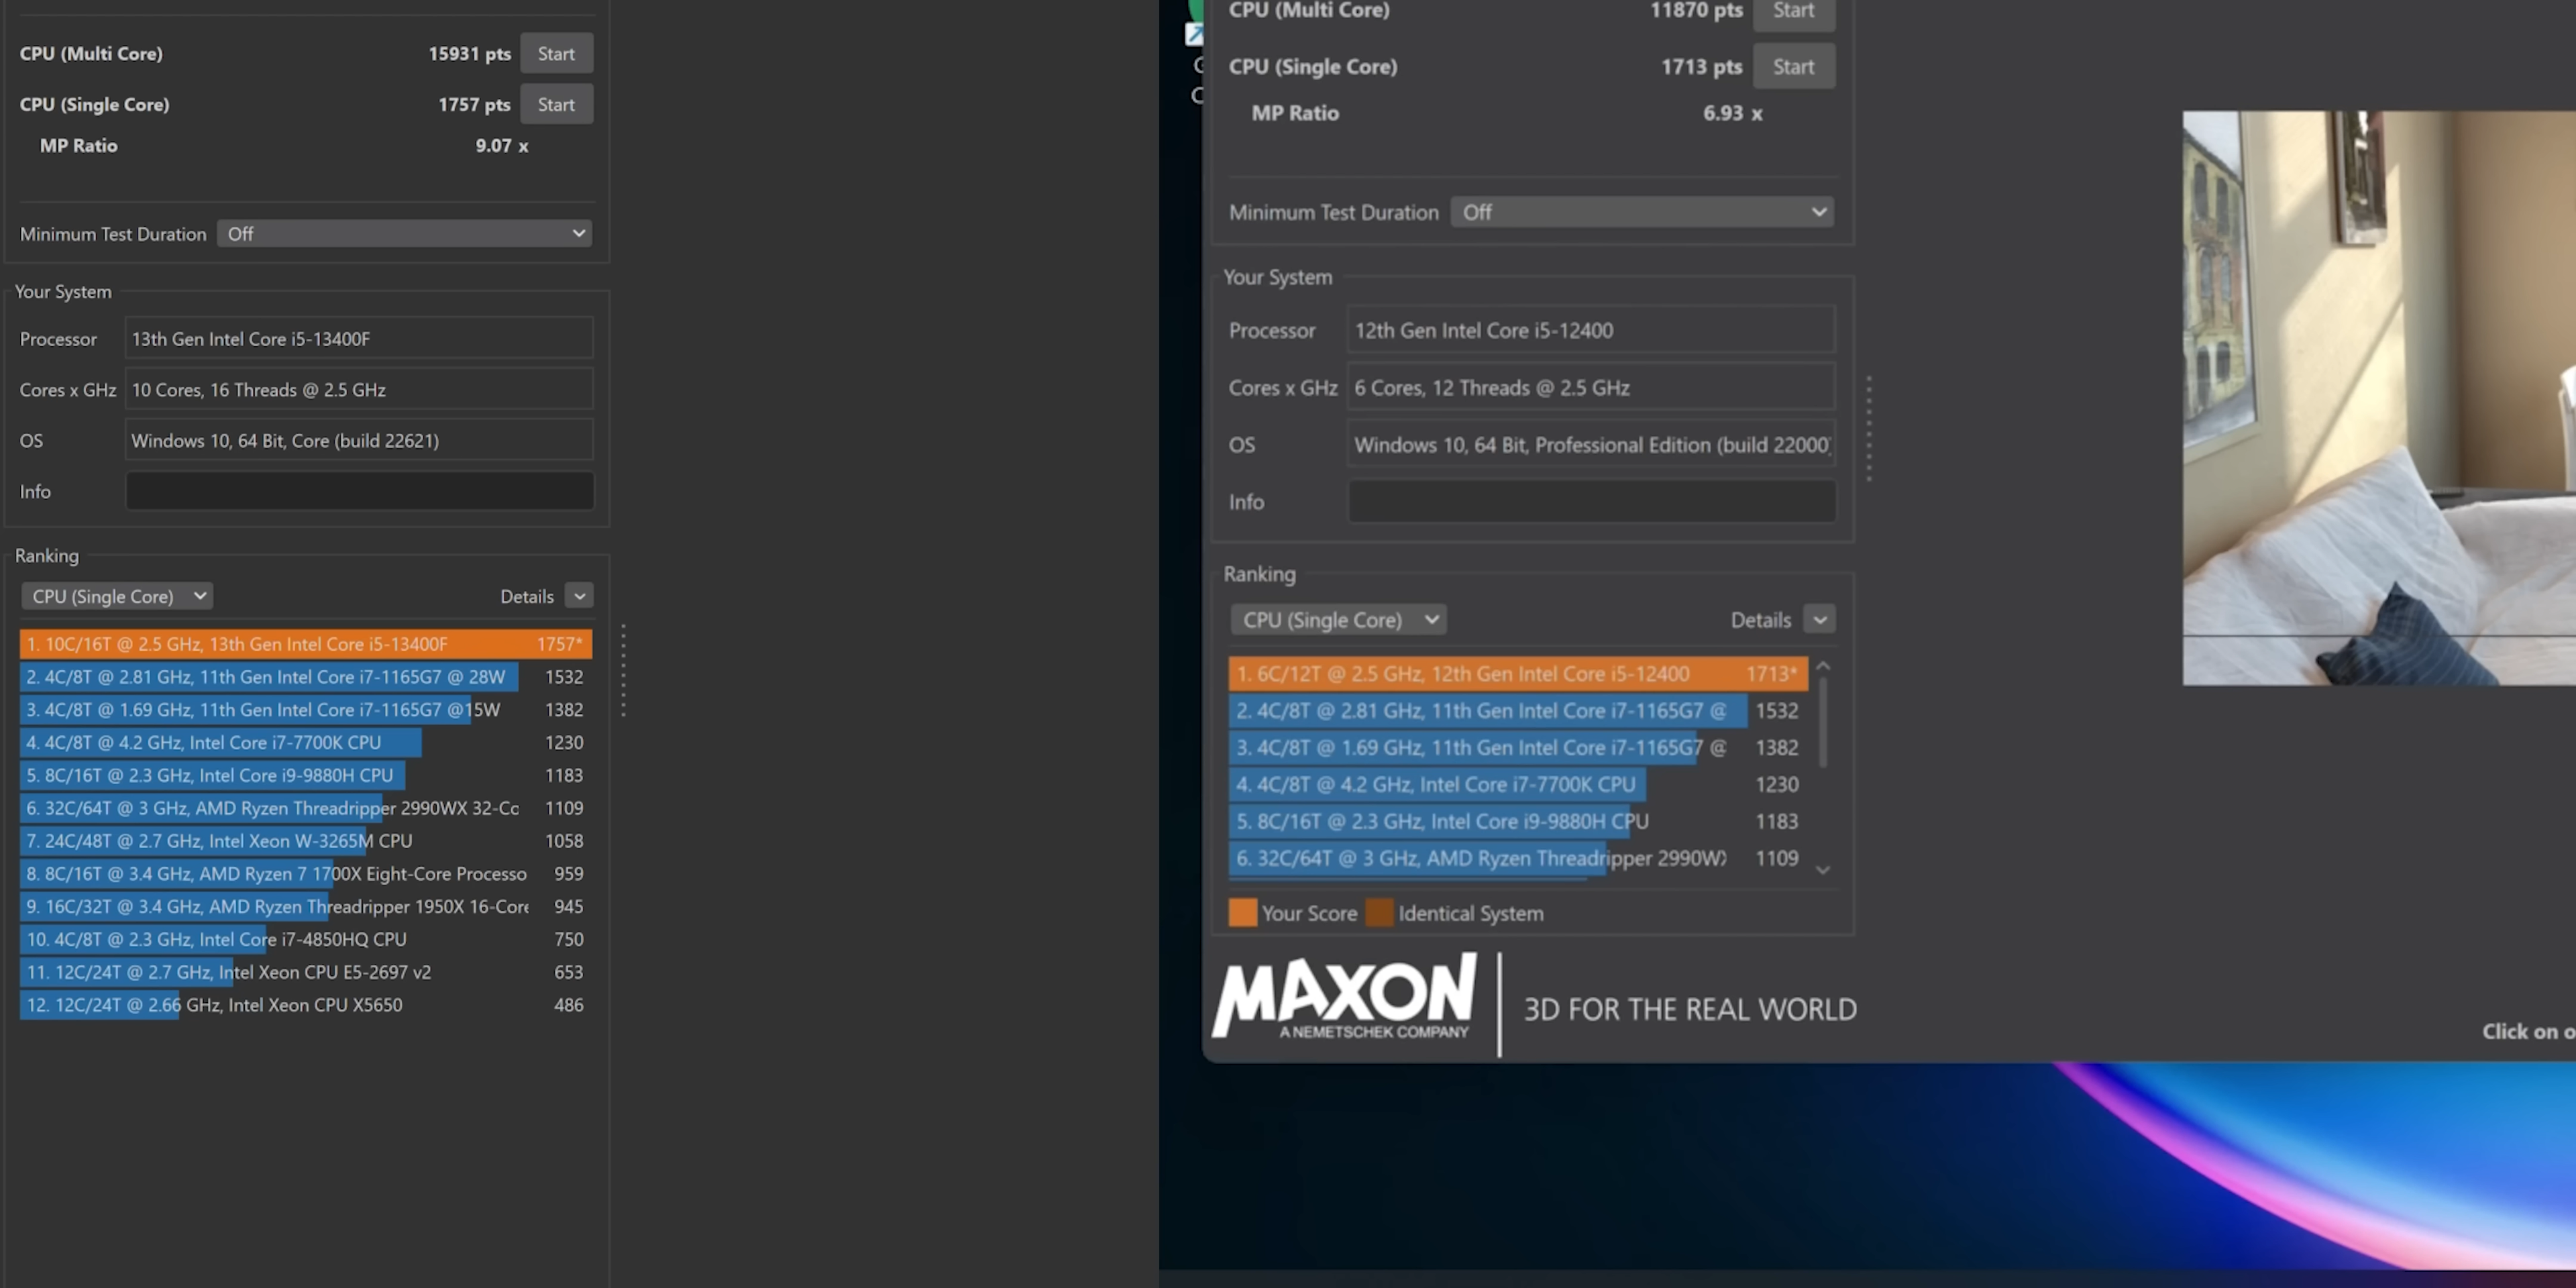 CPU (Multi Core) 15931 pts Start
CPU (Single Core) 1757 pts Start
MP Ratio 9.07 x
Minimum Test Duration Off
Your System
Processor 13th Gen Intel Core i5-13400F
Cores x GHz 10 Cores, 16 Threads @ 2.5 GHz
OS Windows 10, 64 Bit, Core (build 22621)
Info
Ranking
CPU (Single Core) Details
1. 10C/16T @ 2.5 GHz, 13th Gen Intel Core i5-13400F 1757*
2. 4C/8T @ 2.81 GHz, 11th Gen Intel Core i7-1165G7 @ 28W 1532
3. 4C/8T @ 1.69 GHz, 11th Gen Intel Core i7-1165G7 @15W 1382
4. 4C/8T @ 4.2 GHz, Intel Core i7-7700K CPU 1230
5. 8C/16T @ 2.3 GHz, Intel Core i9-9880H CPU 1183
6. 32C/64T @ 3 GHz, AMD Ryzen Threadripper 2990WX 32-Co 1109
7. 24C/48T @ 2.7 GHz, Intel Xeon W-3265M CPU 1058
8. 8C/16T @ 3.4 GHz, AMD Ryzen 7 1700X Eight-Core Processo 959
9. 16C/32T @ 3.4 GHz, AMD Ryzen Threadripper 1950X 16-Core 945
10. 4C/8T @ 2.3 GHz, Intel Core i7-4850HQ CPU 750
11. 12C/24T @ 2.7 GHz, Intel Xeon CPU E5-2697 v2 653
12. 12C/24T @ 2.66 GHz, Intel Xeon CPU X5650 486
CPU (Multi Core) 11870 pts Start
CPU (Single Core) 1713 pts Start
MP Ratio 6.93 x
Minimum Test Duration Off
Your System
Processor 12th Gen Intel Core i5-12400
Cores x GHz 6 Cores, 12 Threads @ 2.5 GHz
OS Windows 10, 64 Bit, Professional Edition (build 22000)
Info
Ranking
CPU (Single Core) Details
1. 6C/12T @ 2.5 GHz, 12th Gen Intel Core i5-12400 1713*
2. 4C/8T @ 2.81 GHz, 11th Gen Intel Core i7-1165G7 @ 1532
3. 4C/8T @ 1.69 GHz, 11th Gen Intel Core i7-1165G7 @ 1382
4. 4C/8T @ 4.2 GHz, Intel Core i7-7700K CPU 1230
5. 8C/16T @ 2.3 GHz, Intel Core i9-9880H CPU 1183
6. 32C/64T @ 3 GHz, AMD Ryzen Threadripper 2990WX 1109
Your Score Identical System
MAXON
A NEMETSCHEK COMPANY
3D FOR THE REAL WORLD
Click on o